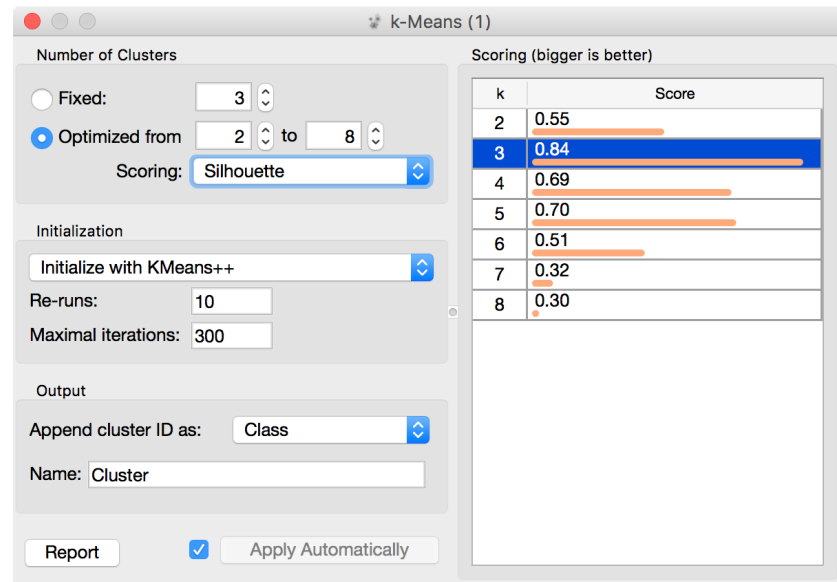 k-Means (1)
Number of Clusters
Fixed: 3
Optimized from 2 to 8
Scoring: Silhouette
Initialization
Initialize with KMeans++
Re-runs: 10
Maximal iterations: 300
Output
Append cluster ID as: Class
Name: Cluster
Report Apply Automatically
Scoring (bigger is better)
k Score
2 0.55
3 0.84
4 0.69
5 0.70
6 0.51
7 0.32
8 0.30